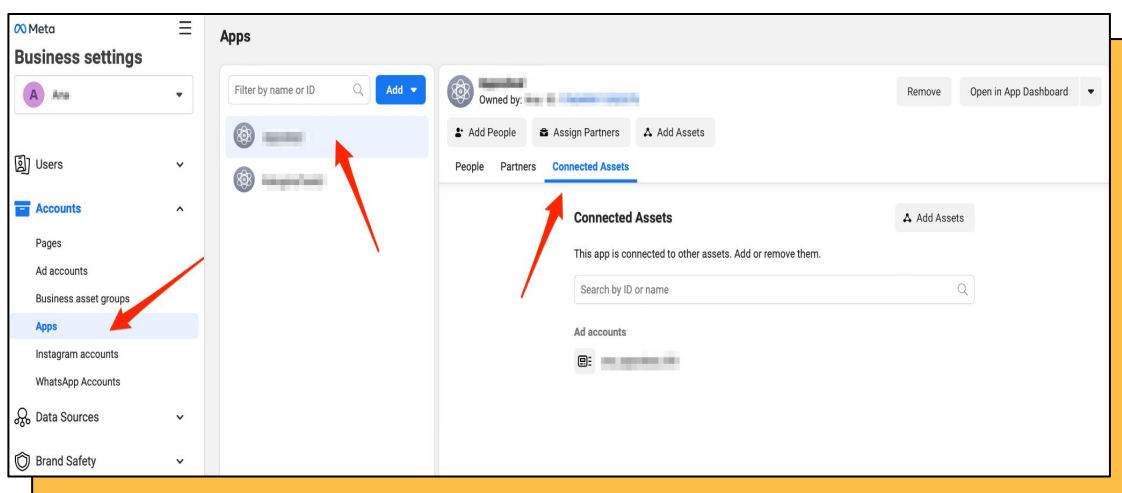 Meta
Business settings
A
Users
Accounts
Pages
Ad accounts
Business asset groups
Apps
Instagram accounts
WhatsApp Accounts
Data Sources
Brand Safety
Apps
Filter by name or ID
Add
Owned by:
Remove
Open in App Dashboard
Add People
Assign Partners
Add Assets
People
Partners
Connected Assets
Connected Assets
Add Assets
This app is connected to other assets. Add or remove them.
Search by ID or name
Ad accounts